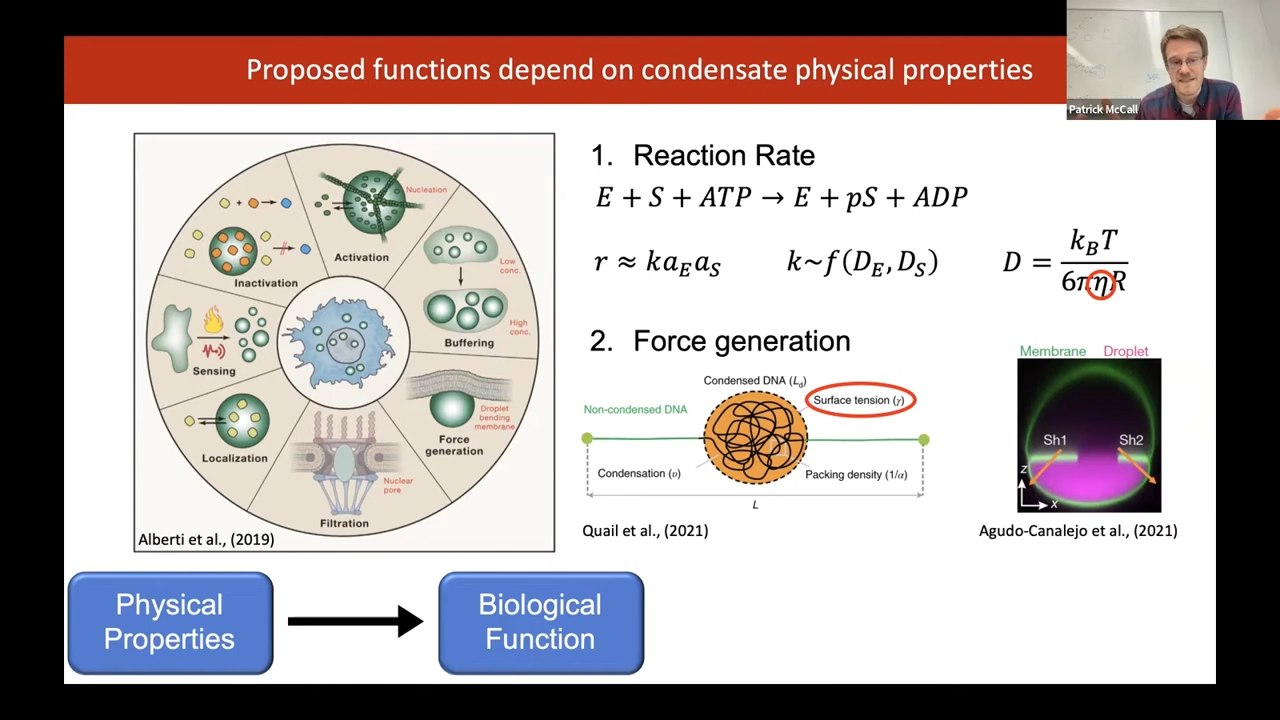 Proposed functions depend on condensate physical properties
Patrick McCall
Nucleation
Activation
Inactivation
Low
conc.
High
conc.
Buffering
Sensing
Localization
Droplet
bending
membrane
Force
generation
Nuclear
pore
Filtration
Alberti et al., (2019)
1. Reaction Rate
E + S + ATP → E + pS + ADP
r ≈ ka_E a_S
k~f(D_E, D_S)
D = k_B T / 6πηR
2. Force generation
Condensed DNA (L_d)
Non-condensed DNA
Surface tension (γ)
Condensation (υ)
Packing density (1/α)
L
Quail et al., (2021)
Membrane Droplet
Sh1 Sh2
z
x
Agudo-Canalejo et al., (2021)
Physical
Properties
Biological
Function